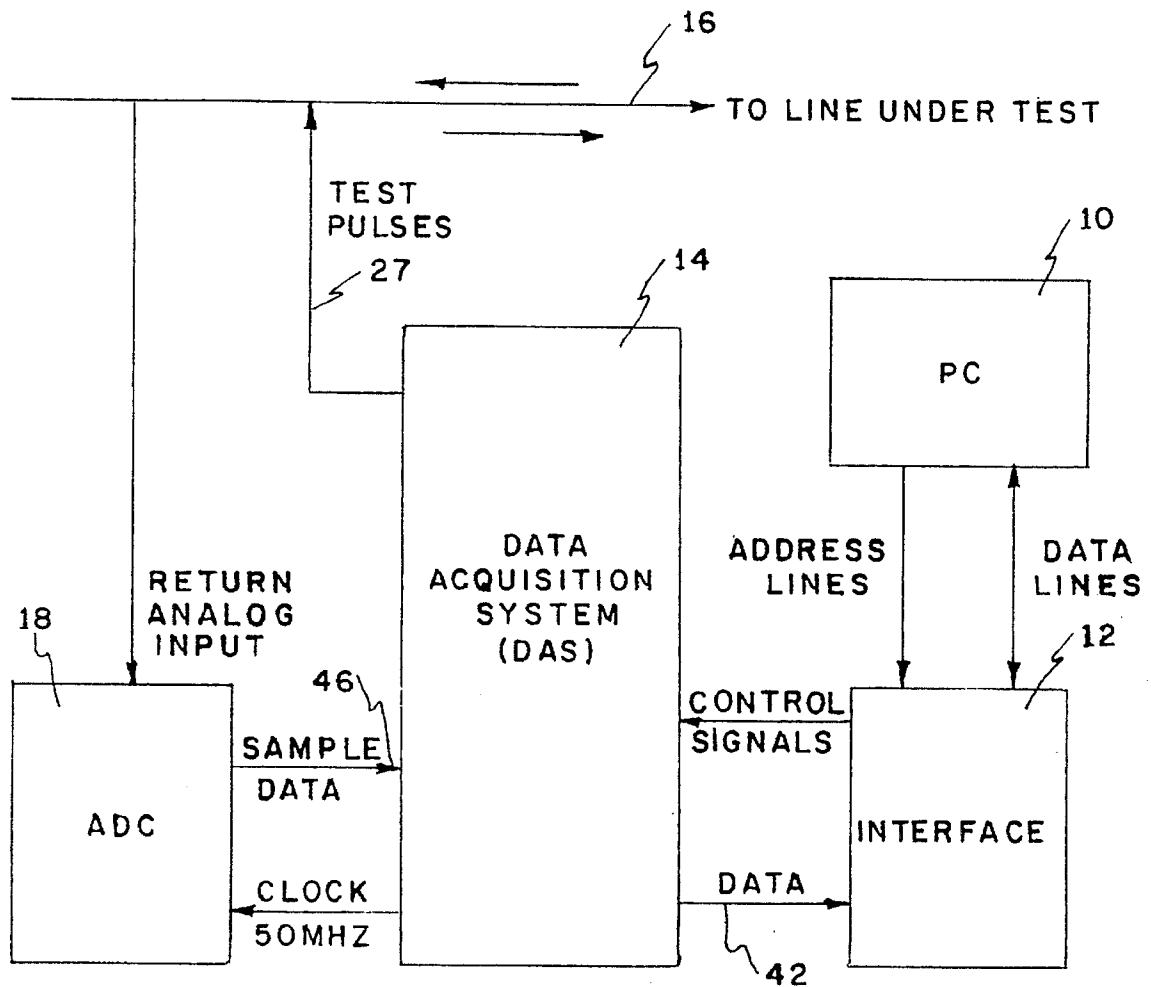 16
TO LINE UNDER TEST
TEST
PULSES
27
14
10
PC
DATA
ACQUISITION
SYSTEM
(DAS)
ADDRESS
LINES
DATA
LINES
RETURN
ANALOG
INPUT
18
46
12
CONTROL
SIGNALS
SAMPLE
DATA
ADC
INTERFACE
CLOCK
50MHZ
DATA
42